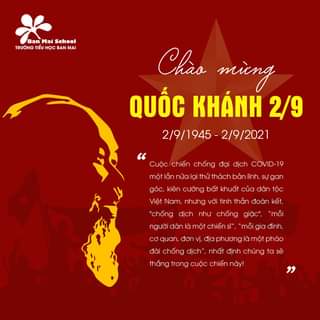 Ban Mai School
TRƯỜNG TIỂU HỌC BAN MAI
Chào mừng
QUỐC KHÁNH 2/9
2/9/1945 - 2/9/2021
“ Cuộc chiến chống đại dịch COVID-19
một lần nữa lại thử thách bản lĩnh, sự gan
góc, kiên cường bất khuất của dân tộc
Việt Nam, nhưng với tinh thần đoàn kết,
"chống dịch như chống giặc", “mỗi
người dân là một chiến sĩ”, “mỗi gia đình,
cơ quan, đơn vị, địa phương là một pháo
đài chống dịch”, nhất định chúng ta sẽ
thắng trong cuộc chiến này! ”